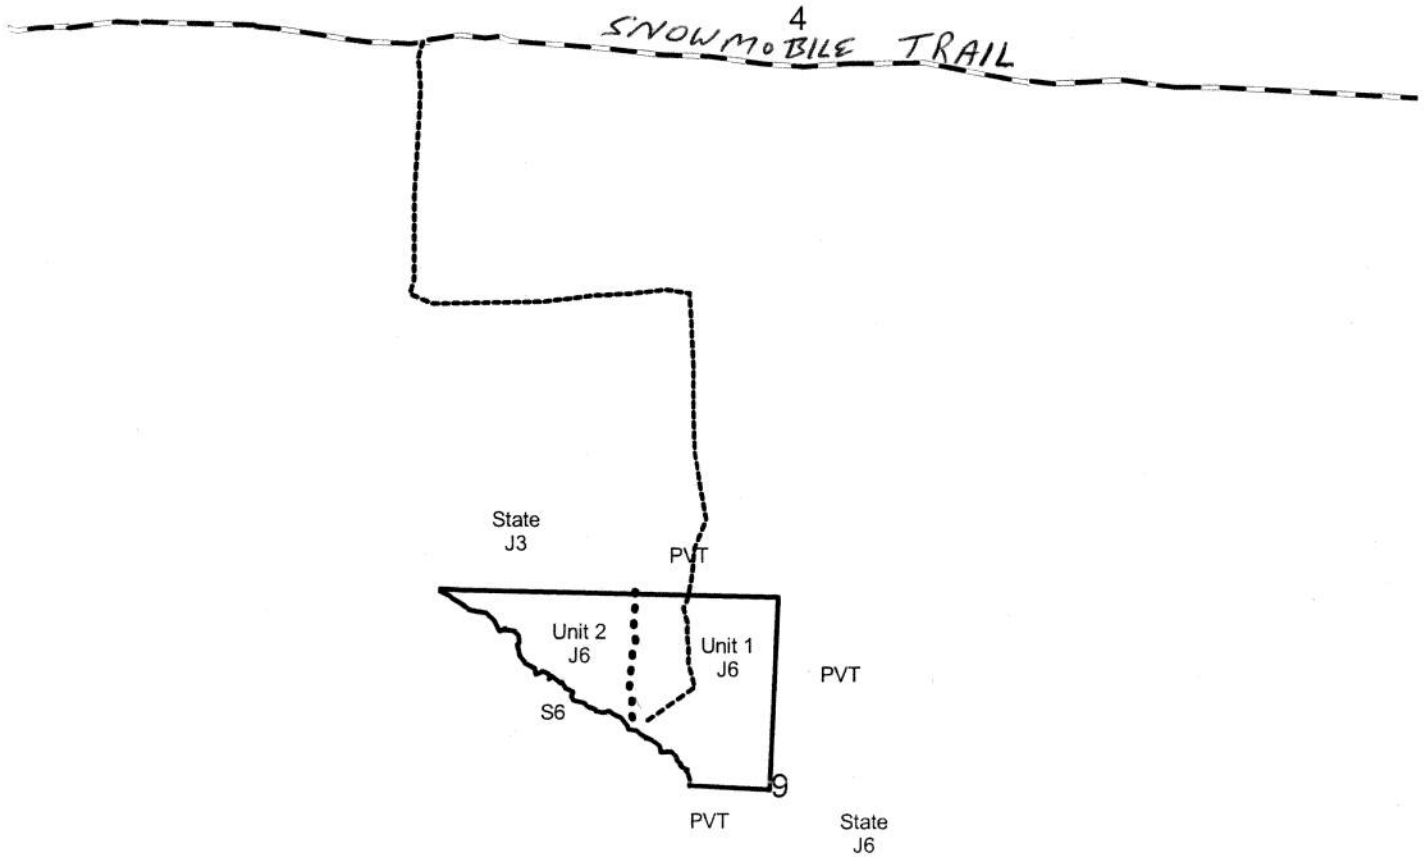 4
SNOWMOBILE TRAIL
State
J3
PVT
Unit 2
J6
Unit 1
J6
PVT
S6
9
PVT
State
J6